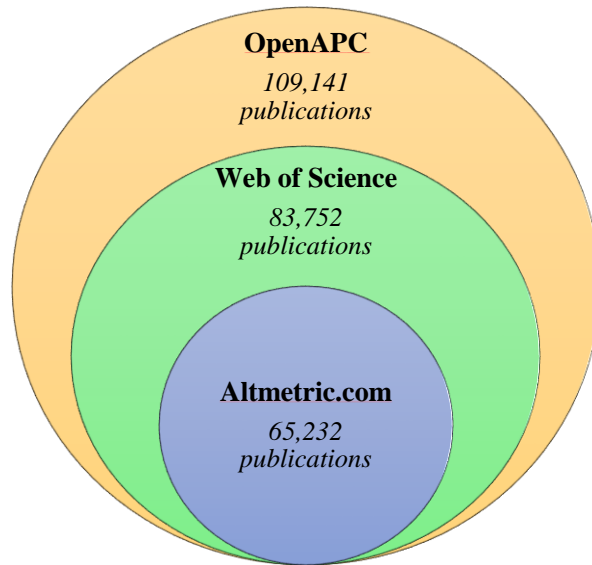 OpenAPC
109,141
publications
Web of Science
83,752
publications
Altmetric.com
65,232
publications